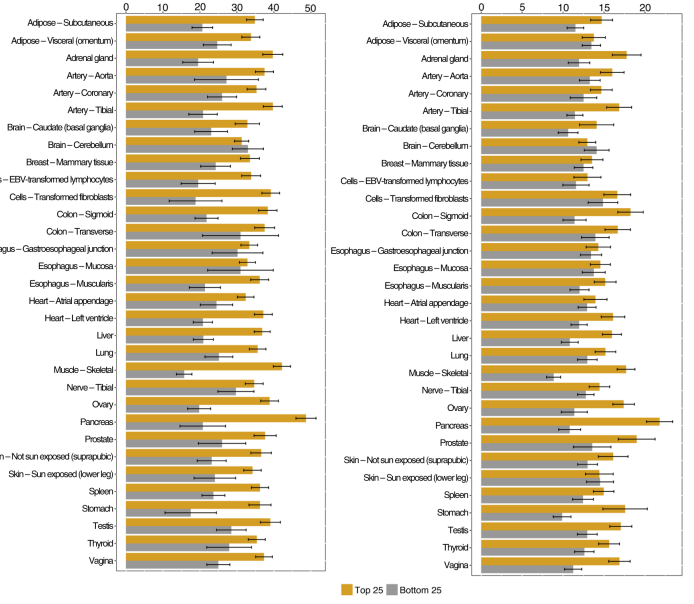 0 10 20 30 40 50
Adipose – Subcutaneous
Adipose – Visceral (omentum)
Adrenal gland
Artery – Aorta
Artery – Coronary
Artery – Tibial
Brain – Caudate (basal ganglia)
Brain – Cerebellum
Breast – Mammary tissue
s – EBV-transformed lymphocytes
Cells – Transformed fibroblasts
Colon – Sigmoid
Colon – Transverse
agus – Gastroesophageal junction
Esophagus – Mucosa
Esophagus – Muscularis
Heart – Atrial appendage
Heart – Left ventricle
Liver
Lung
Muscle – Skeletal
Nerve – Tibial
Ovary
Pancreas
Prostate
n – Not sun exposed (suprapubic)
Skin – Sun exposed (lower leg)
Spleen
Stomach
Testis
Thyroid
Vagina
0 5 10 15 20
Adipose – Subcutaneous
Adipose – Visceral (omentum)
Adrenal gland
Artery – Aorta
Artery – Coronary
Artery – Tibial
Brain – Caudate (basal ganglia)
Brain – Cerebellum
Breast – Mammary tissue
Cells – EBV-transformed lymphocytes
Cells – Transformed fibroblasts
Colon – Sigmoid
Colon – Transverse
Esophagus – Gastroesophageal junction
Esophagus – Mucosa
Esophagus – Muscularis
Heart – Atrial appendage
Heart – Left ventricle
Liver
Lung
Muscle – Skeletal
Nerve – Tibial
Ovary
Pancreas
Prostate
Skin – Not sun exposed (suprapubic)
Skin – Sun exposed (lower leg)
Spleen
Stomach
Testis
Thyroid
Vagina
Top 25 Bottom 25